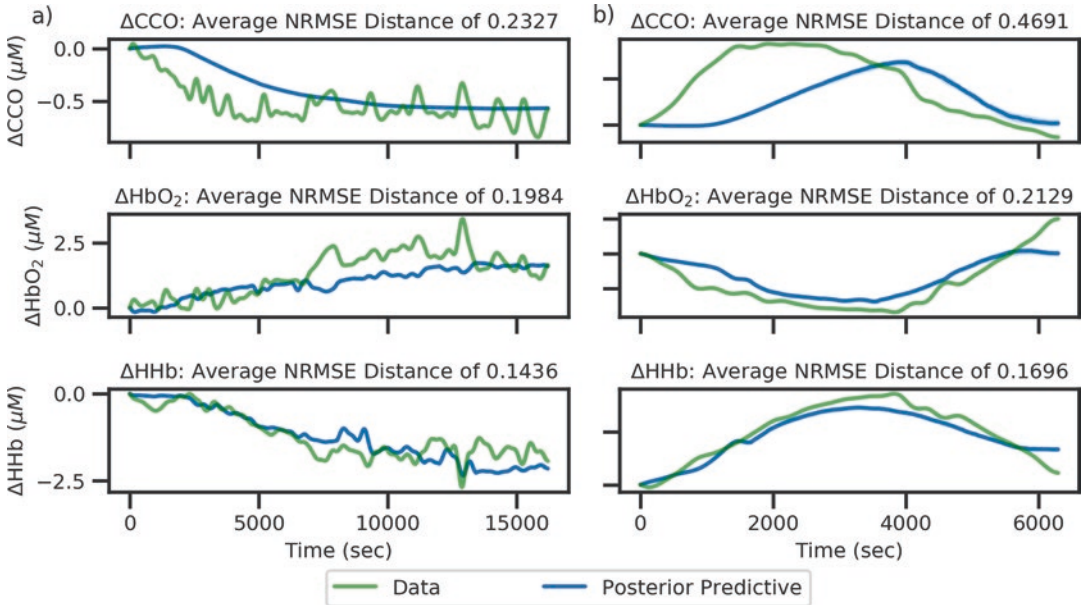 a)
ΔCCO: Average NRMSE Distance of 0.2327
ΔCCO (μM)
0.0
−0.5
ΔHbO₂: Average NRMSE Distance of 0.1984
ΔHbO₂ (μM)
2.5
0.0
ΔHHb: Average NRMSE Distance of 0.1436
ΔHHb (μM)
0.0
−2.5
0 5000 10000 15000
Time (sec)
b)
ΔCCO: Average NRMSE Distance of 0.4691
ΔHbO₂: Average NRMSE Distance of 0.2129
ΔHHb: Average NRMSE Distance of 0.1696
0 2000 4000 6000
Time (sec)
Data Posterior Predictive